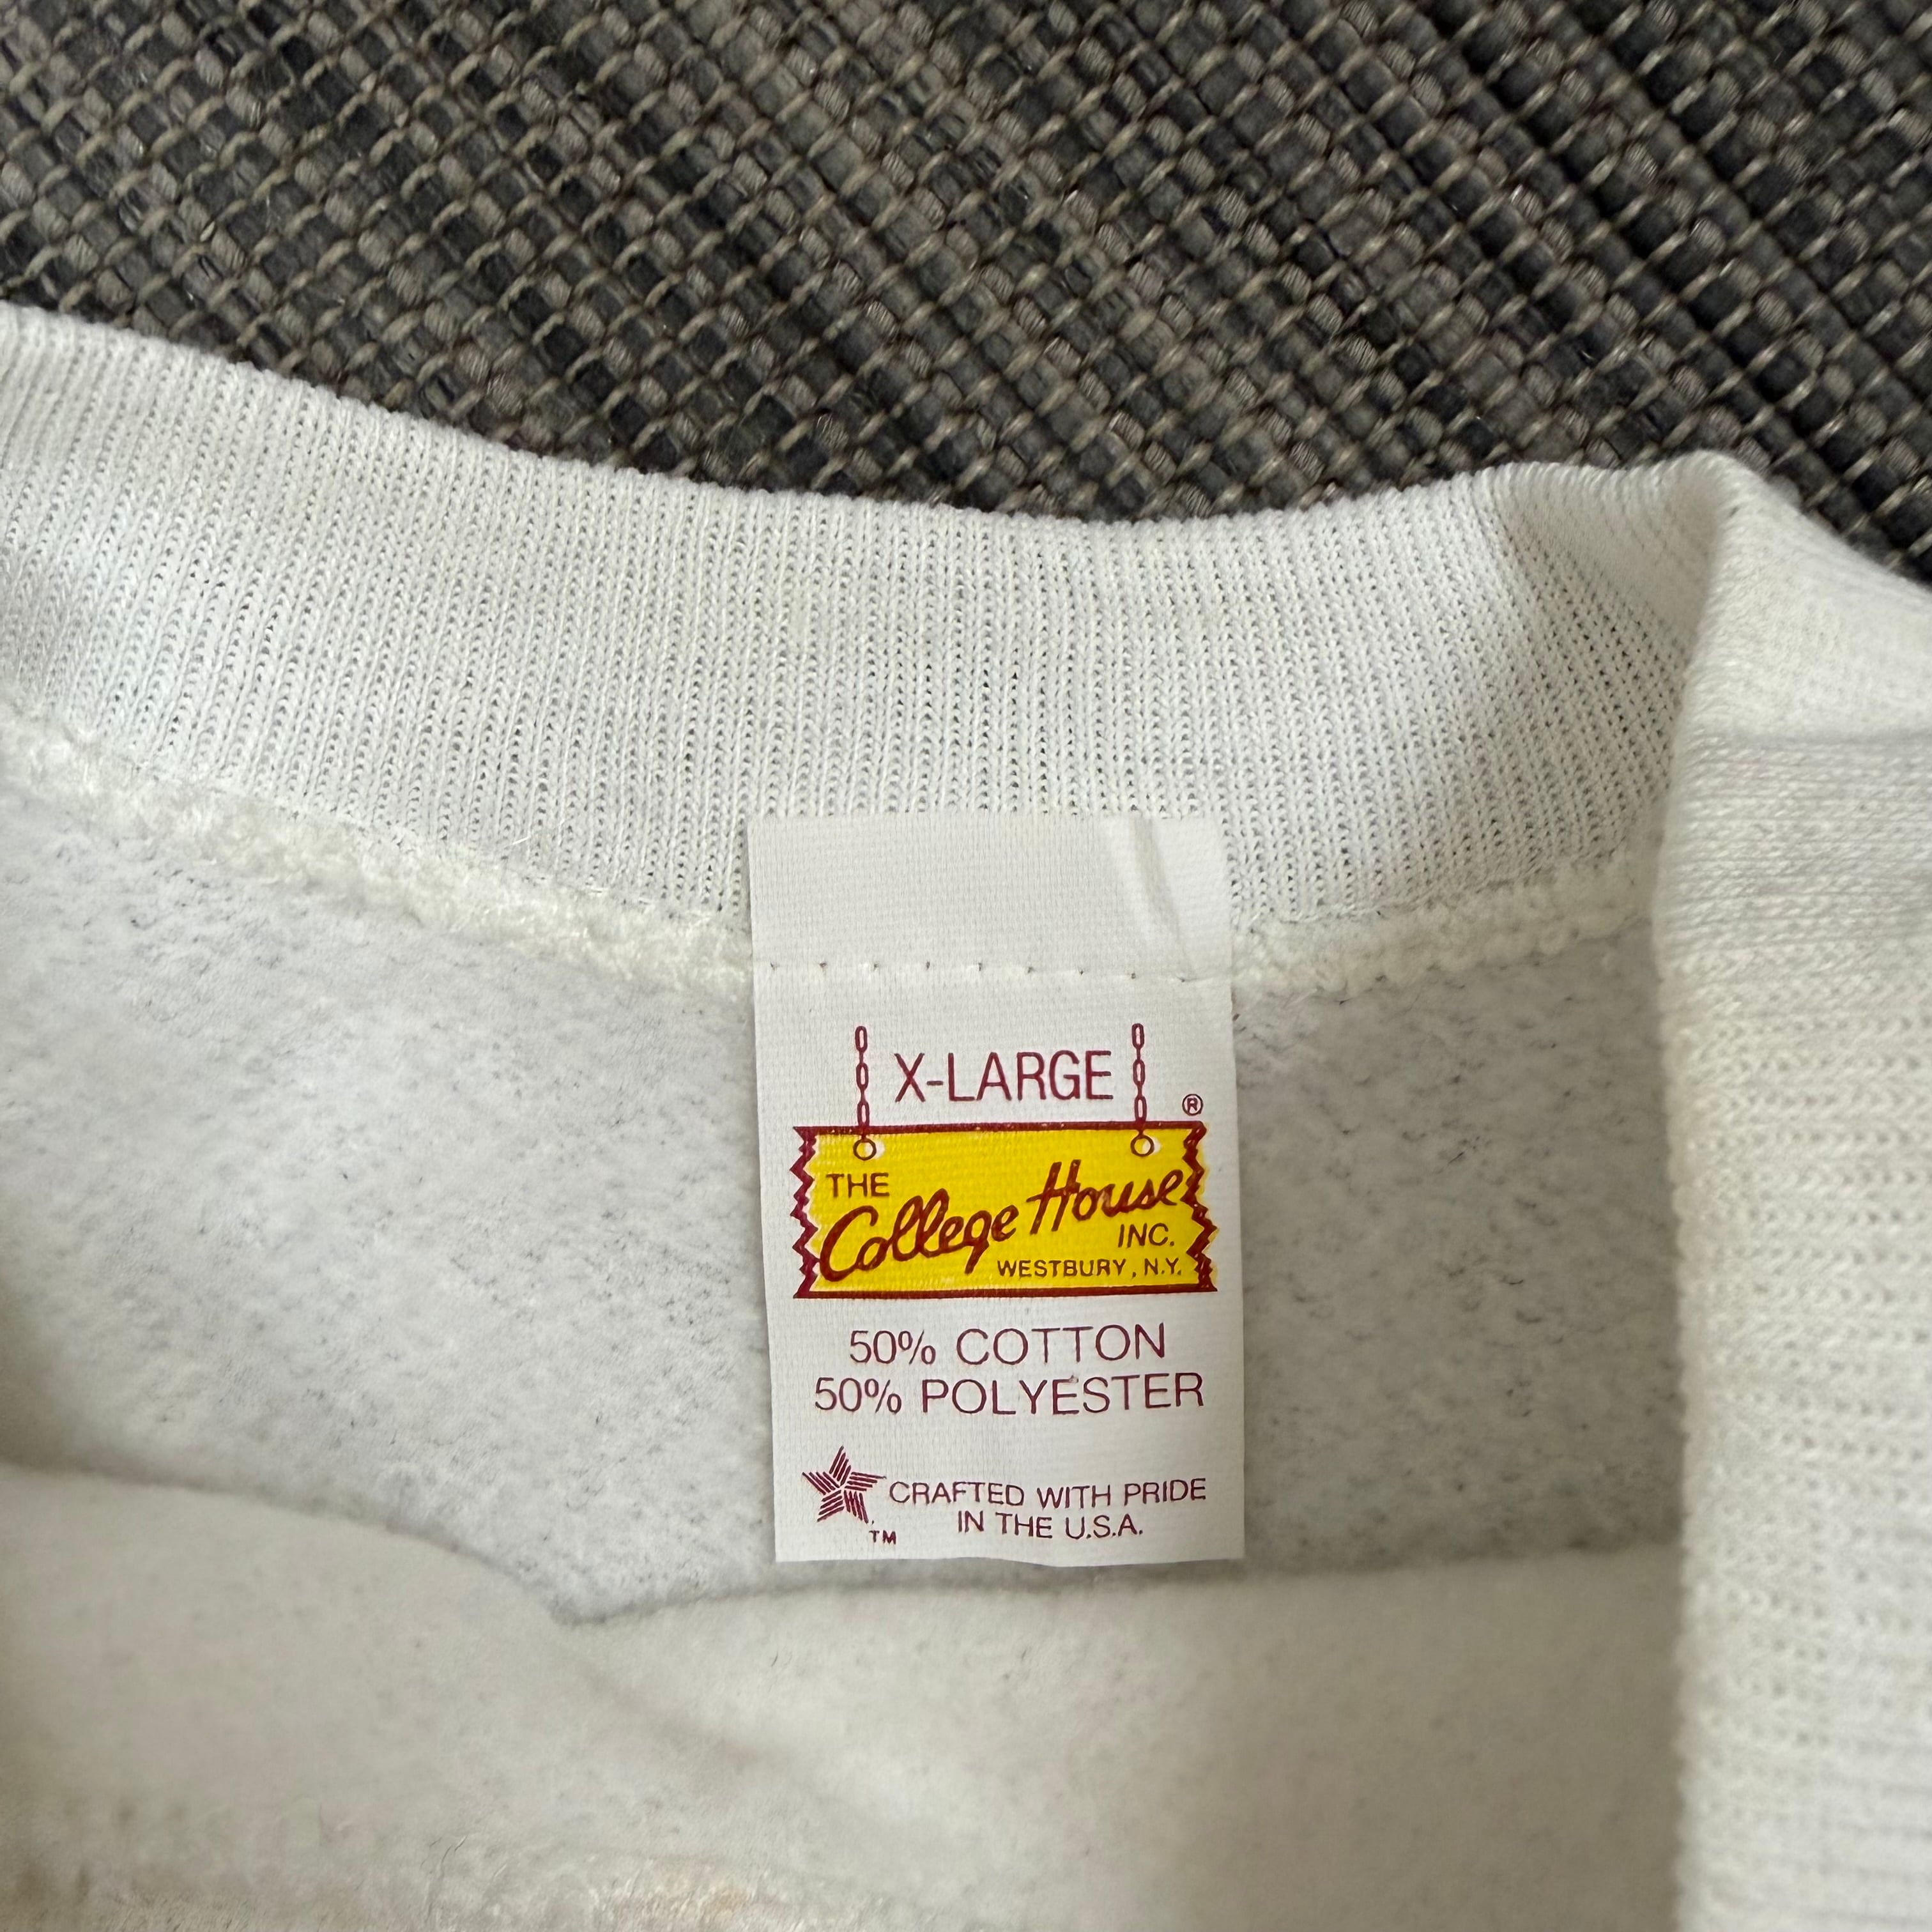 X-LARGE
®
THE
College House
INC.
WESTBURY, N.Y.
50% COTTON
50% POLYESTER
CRAFTED WITH PRIDE
IN THE U.S.A.
TM